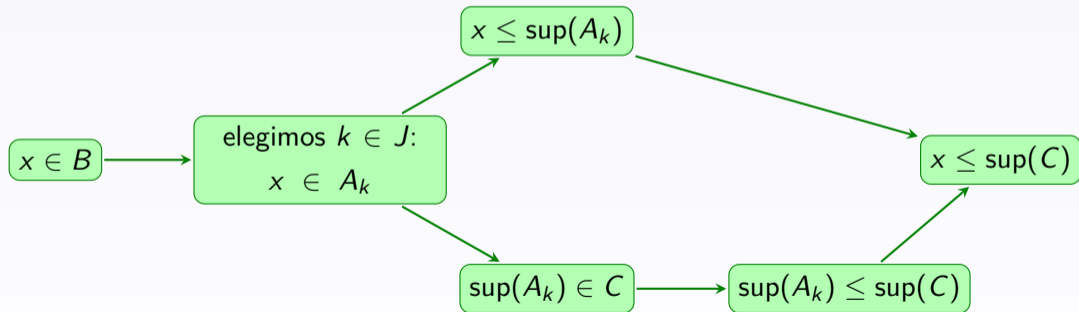 x ≤ sup(A_k)
x ∈ B
elegimos k ∈ J:
x ∈ A_k
x ≤ sup(C)
sup(A_k) ∈ C
sup(A_k) ≤ sup(C)